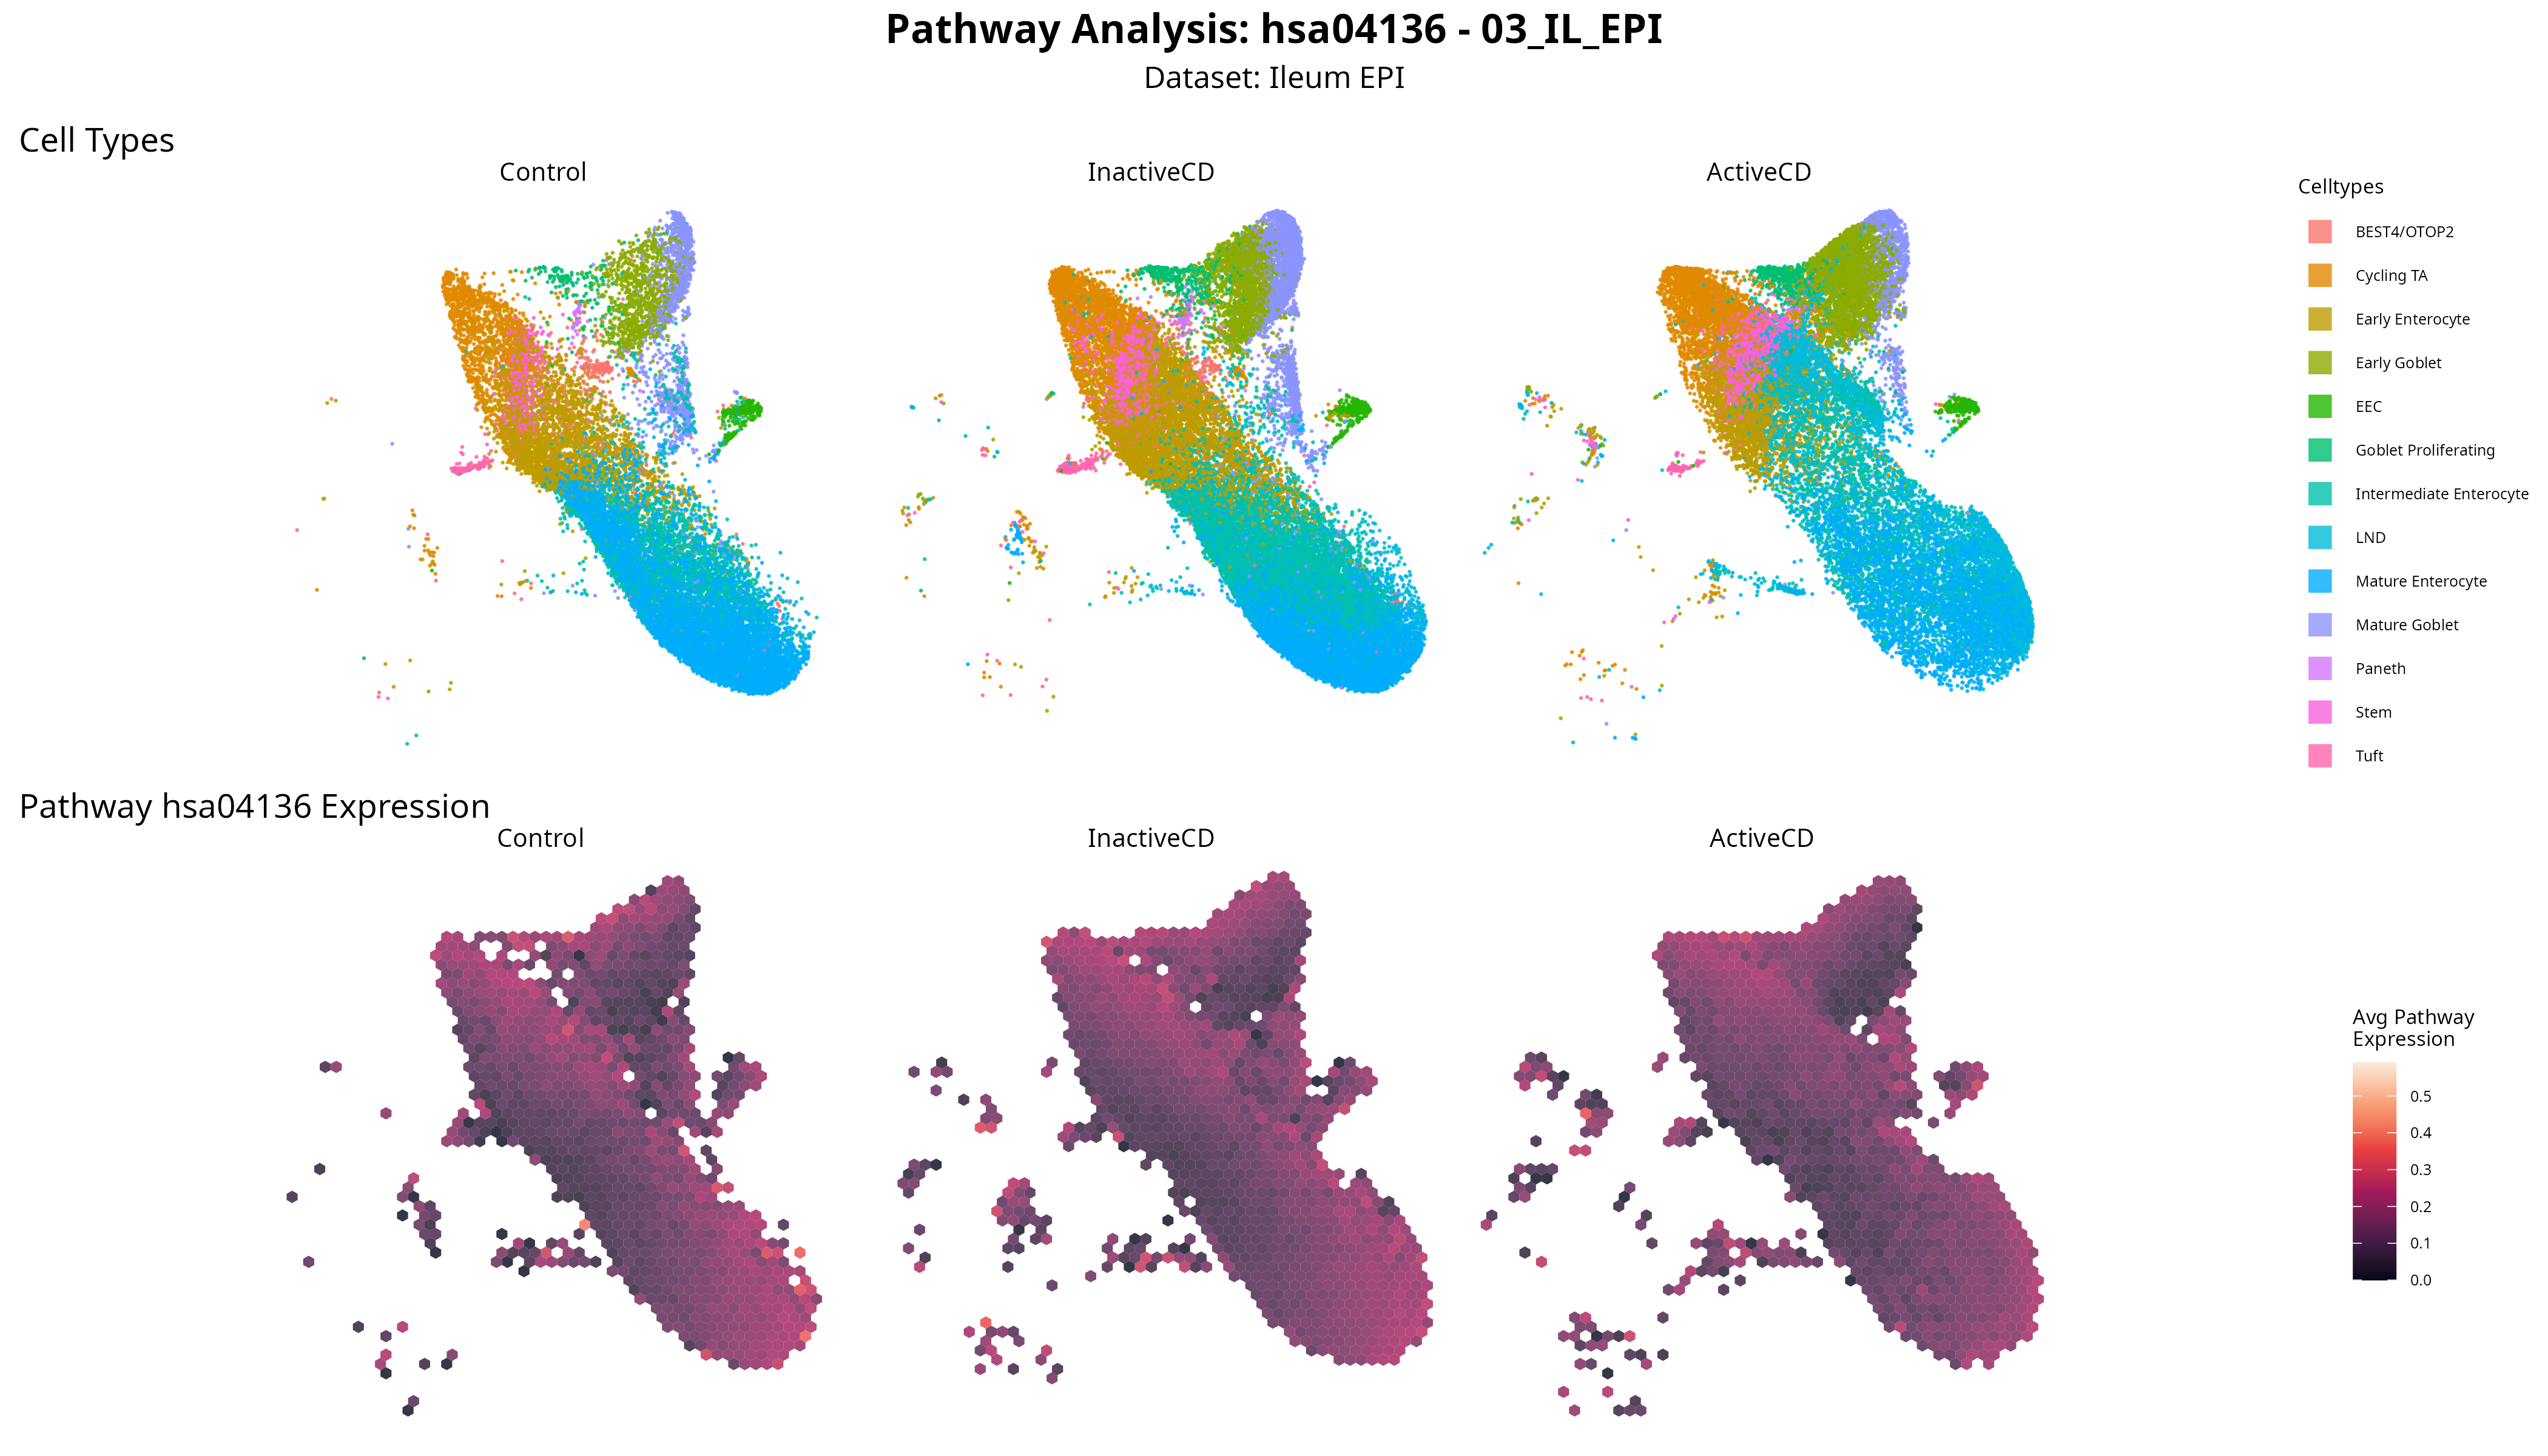 Pathway Analysis: hsa04136 - 03_IL_EPI
Dataset: Ileum EPI
Cell Types
Control
InactiveCD
ActiveCD
Celltypes
BEST4/OTOP2
Cycling TA
Early Enterocyte
Early Goblet
EEC
Goblet Proliferating
Intermediate Enterocyte
LND
Mature Enterocyte
Mature Goblet
Paneth
Stem
Tuft
Pathway hsa04136 Expression
Control
InactiveCD
ActiveCD
Avg Pathway
Expression
0.5
0.4
0.3
0.2
0.1
0.0